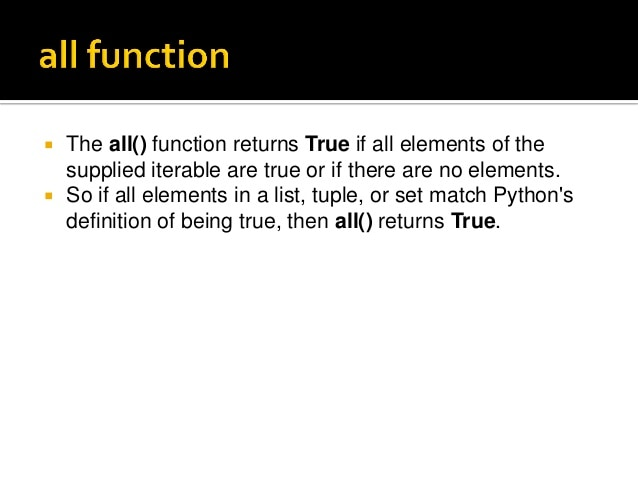 all function
The all() function returns True if all elements of the
supplied iterable are true or if there are no elements.
So if all elements in a list, tuple, or set match Python's
definition of being true, then all() returns True.